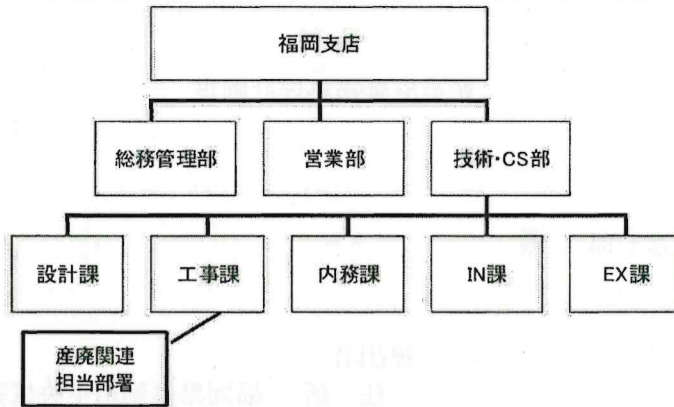 福岡支店
総務管理部
営業部
技術・CS部
設計課
工事課
内務課
IN課
EX課
産廃関連
担当部署